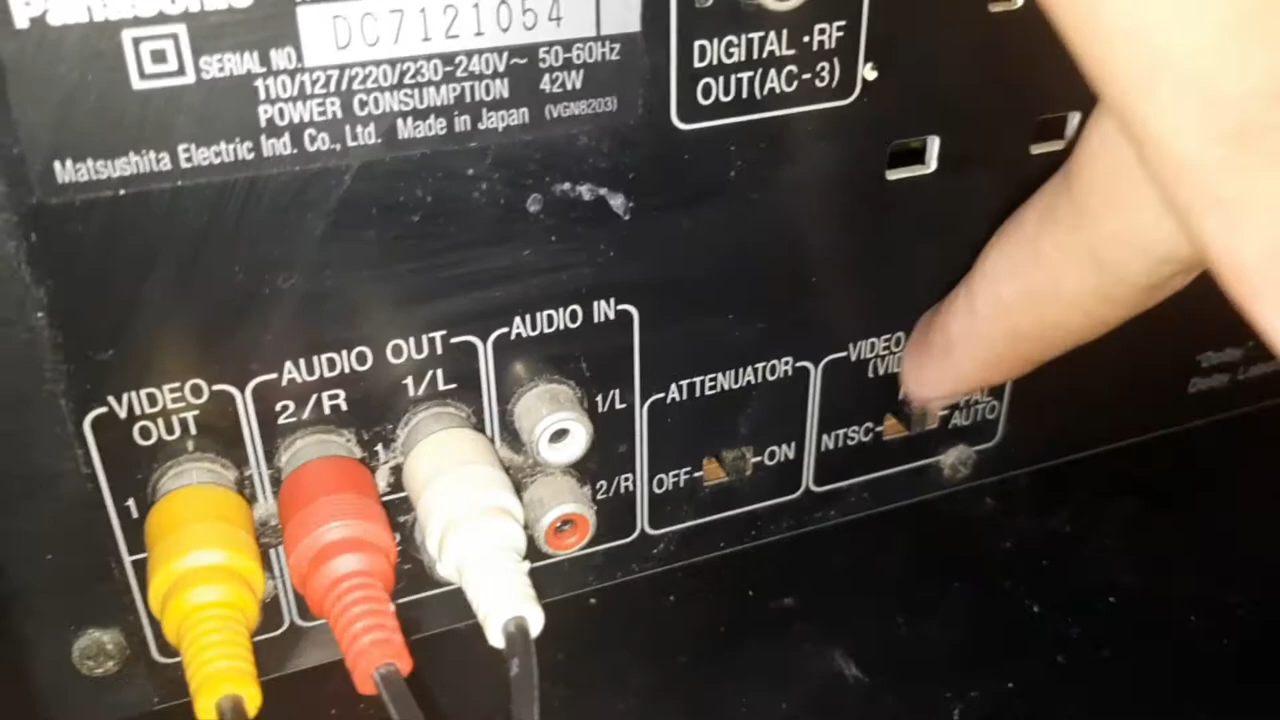 Panasonic
SERIAL NO. DC7121054
110/127/220/230-240V~ 50-60Hz
POWER CONSUMPTION 42W
Matsushita Electric Ind. Co., Ltd. Made in Japan (VGN8203)
DIGITAL·RF
OUT(AC-3)
VIDEO
OUT
1
AUDIO OUT
2/R 1/L
1
AUDIO IN
1/L
2/R
ATTENUATOR
OFF ON
VIDEO
NTSC
PAL
AUTO